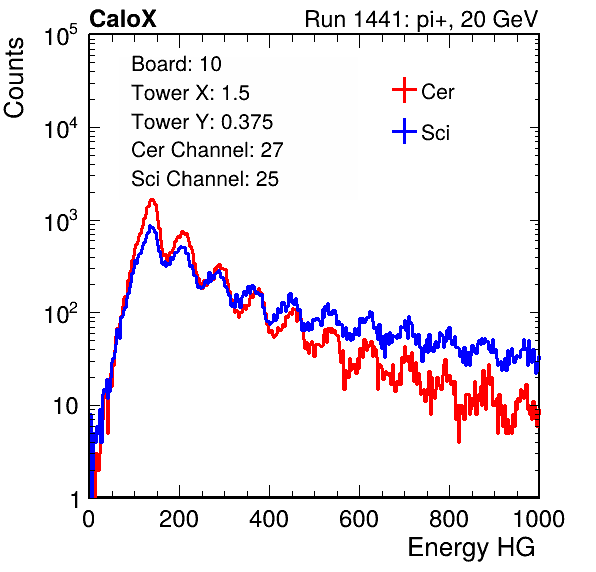 CaloX Run 1441: pi+, 20 GeV
Counts
Board: 10
Tower X: 1.5
Tower Y: 0.375
Cer Channel: 27
Sci Channel: 25
Cer
Sci
10^5
10^4
10^3
10^2
10
1
0 200 400 600 800 1000
Energy HG